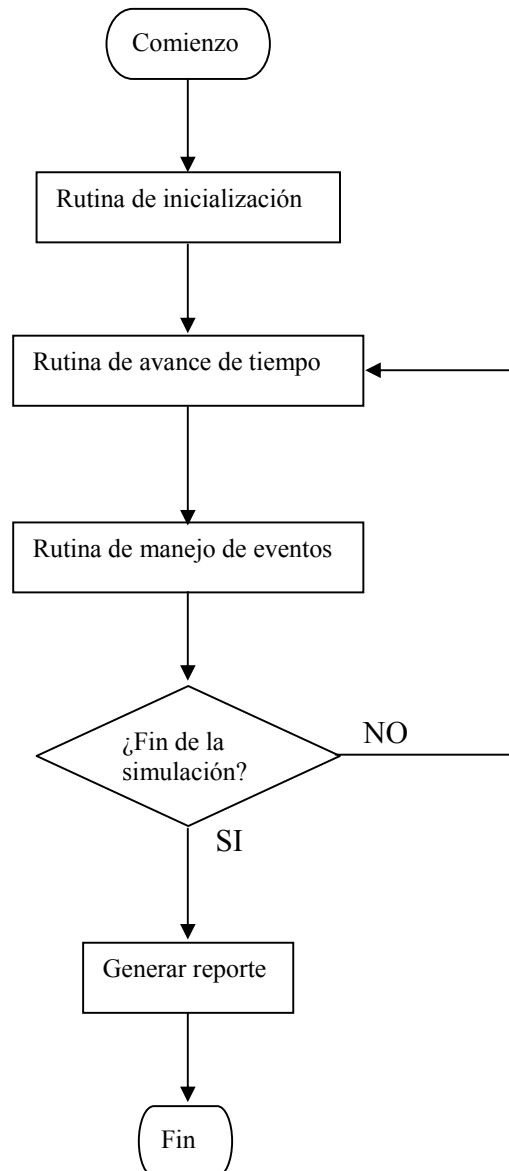 Comienzo
Rutina de inicialización
Rutina de avance de tiempo
Rutina de manejo de eventos
¿Fin de la
simulación?
NO
SI
Generar reporte
Fin